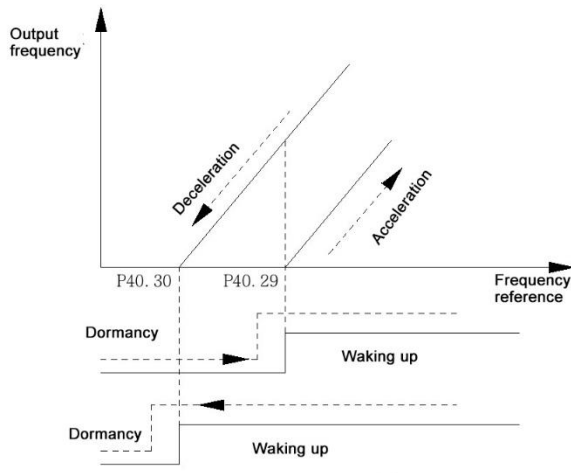 Output
frequency
Deceleration
Acceleration
P40. 30
P40. 29
Frequency
reference
Dormancy
Waking up
Dormancy
Waking up